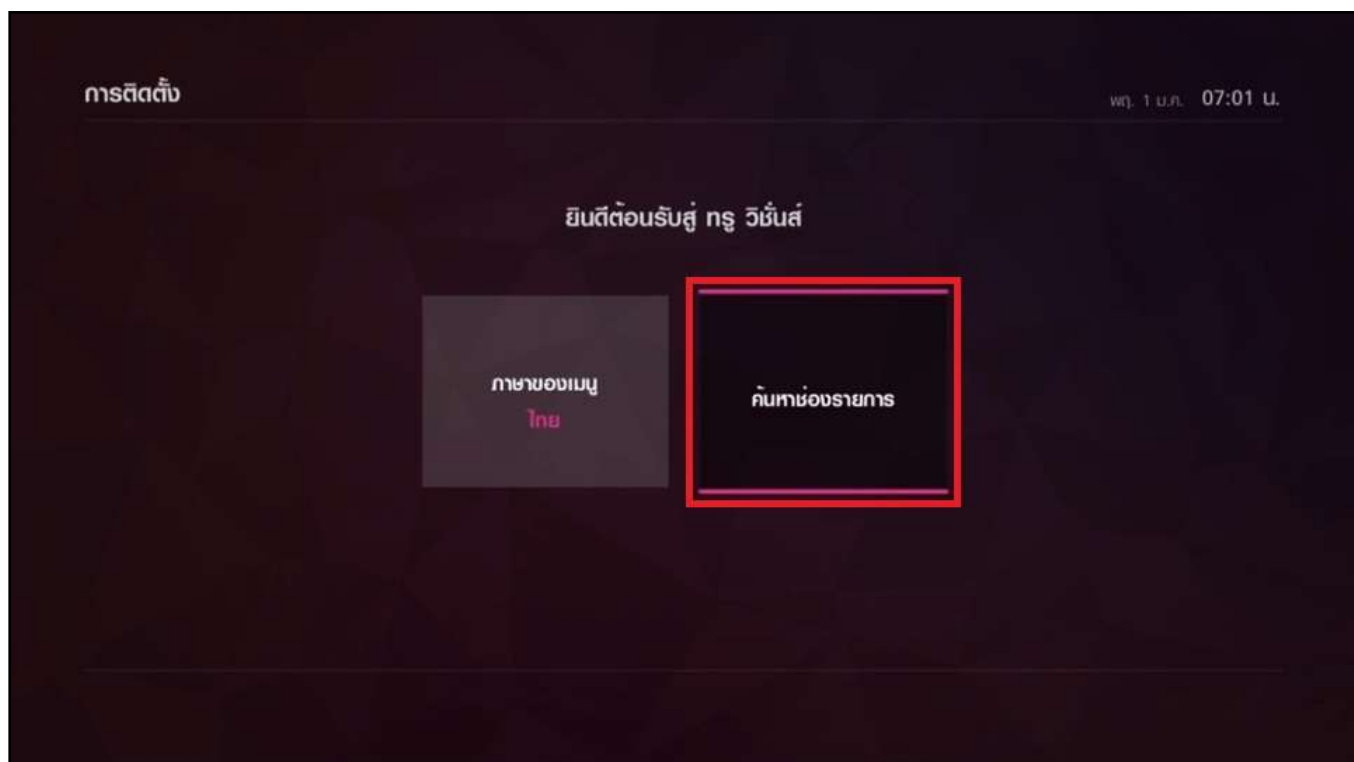 การติดตั้ง
พฤ. 1 ม.ค. 07:01 น.
ยินดีต้อนรับสู่ ทรู วิชั่นส์
ภาษาของเมนู
ไทย
ค้นหาช่องรายการ